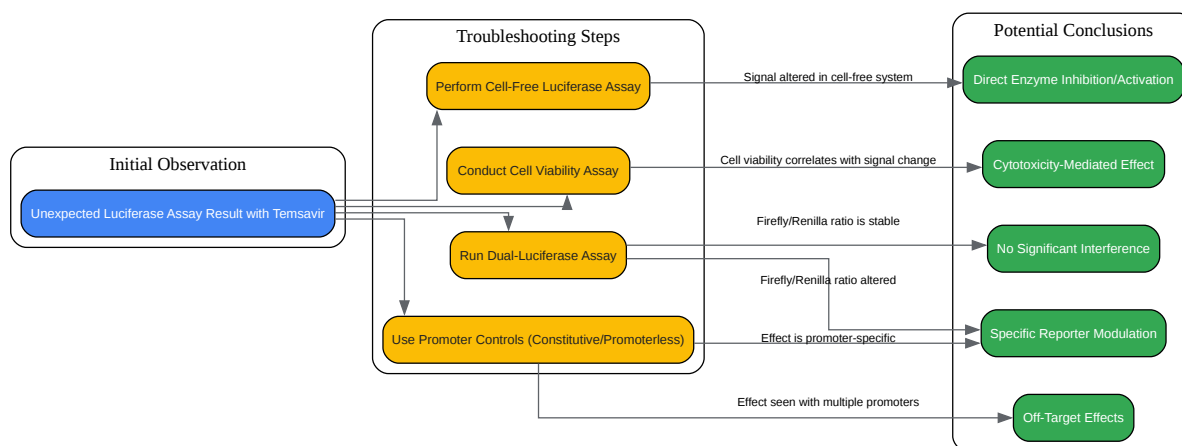 Initial Observation
Unexpected Luciferase Assay Result with Temsavir
Troubleshooting Steps
Perform Cell-Free Luciferase Assay
Conduct Cell Viability Assay
Run Dual-Luciferase Assay
Use Promoter Controls (Constitutive/Promoterless)
Signal altered in cell-free system
Cell viability correlates with signal change
Firefly/Renilla ratio is stable
Firefly/Renilla ratio altered
Effect is promoter-specific
Effect seen with multiple promoters
Potential Conclusions
Direct Enzyme Inhibition/Activation
Cytotoxicity-Mediated Effect
No Significant Interference
Specific Reporter Modulation
Off-Target Effects